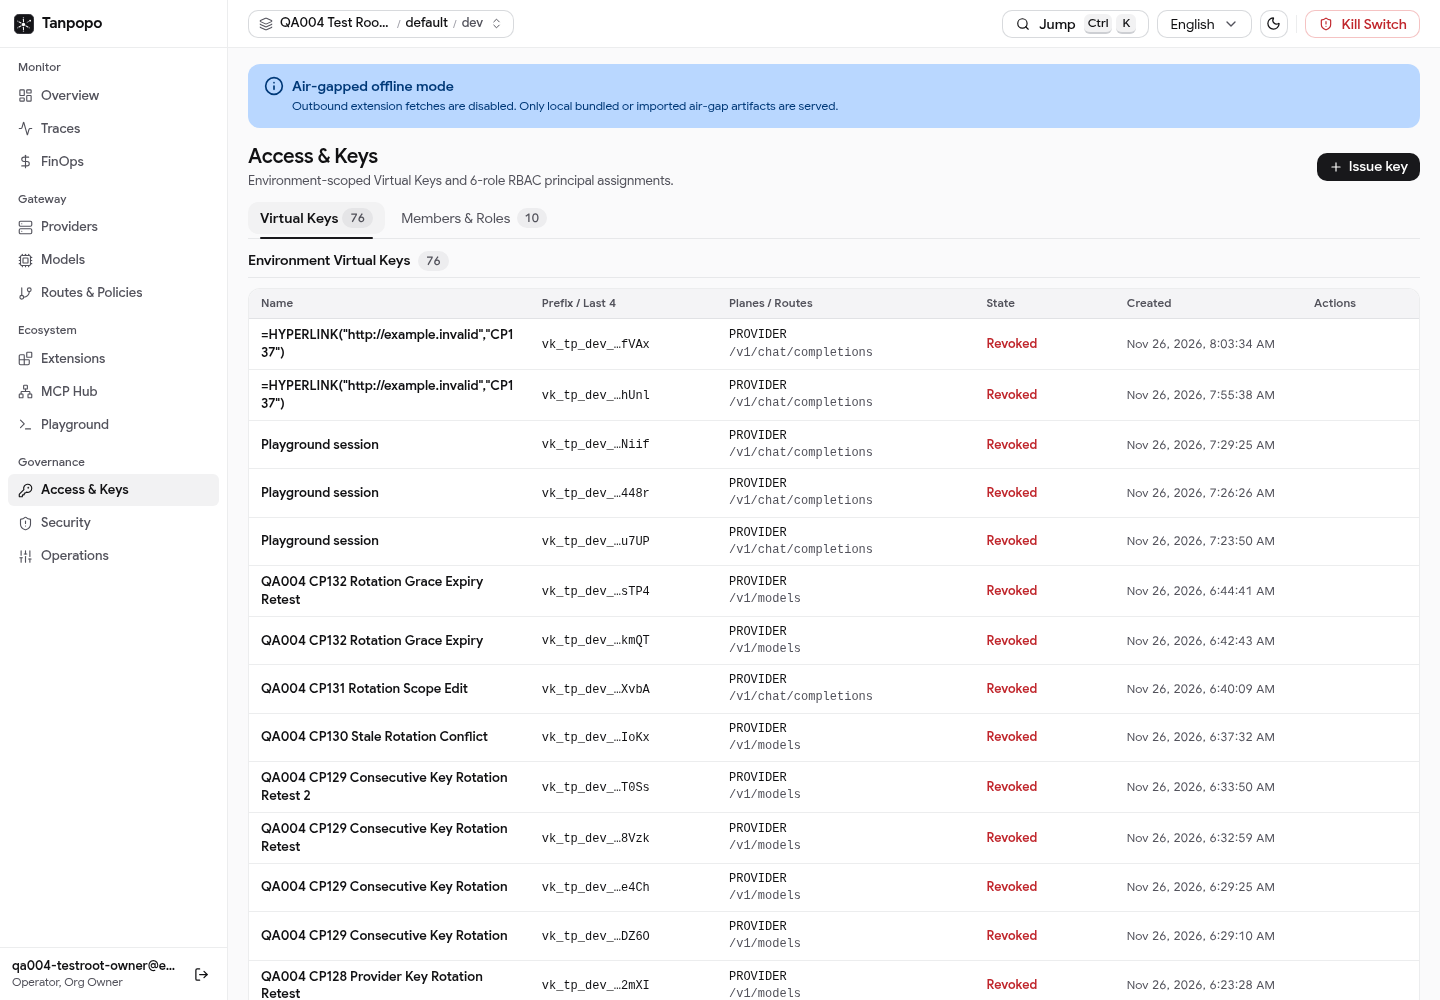 Tanpopo
QA004 Test Roo... / default / dev
Jump Ctrl K
English
Kill Switch
Monitor
Overview
Traces
FinOps
Gateway
Providers
Models
Routes & Policies
Ecosystem
Extensions
MCP Hub
Playground
Governance
Access & Keys
Security
Operations
qa004-testroot-owner@e...
Operator, Org Owner
Air-gapped offline mode
Outbound extension fetches are disabled. Only local bundled or imported air-gap artifacts are served.
Access & Keys
Environment-scoped Virtual Keys and 6-role RBAC principal assignments.
+ Issue key
Virtual Keys 76
Members & Roles 10
Environment Virtual Keys 76
Name Prefix / Last 4 Planes / Routes State Created Actions
=HYPERLINK("http://example.invalid","CP1
37")
vk_tp_dev_…fVAx
PROVIDER
/v1/chat/completions
Revoked
Nov 26, 2026, 8:03:34 AM
=HYPERLINK("http://example.invalid","CP1
37")
vk_tp_dev_…hUnl
PROVIDER
/v1/chat/completions
Revoked
Nov 26, 2026, 7:55:38 AM
Playground session
vk_tp_dev_…Niif
PROVIDER
/v1/chat/completions
Revoked
Nov 26, 2026, 7:29:25 AM
Playground session
vk_tp_dev_…448r
PROVIDER
/v1/chat/completions
Revoked
Nov 26, 2026, 7:26:26 AM
Playground session
vk_tp_dev_…u7UP
PROVIDER
/v1/chat/completions
Revoked
Nov 26, 2026, 7:23:50 AM
QA004 CP132 Rotation Grace Expiry
Retest
vk_tp_dev_…sTP4
PROVIDER
/v1/models
Revoked
Nov 26, 2026, 6:44:41 AM
QA004 CP132 Rotation Grace Expiry
vk_tp_dev_…kmQT
PROVIDER
/v1/models
Revoked
Nov 26, 2026, 6:42:43 AM
QA004 CP131 Rotation Scope Edit
vk_tp_dev_…XvbA
PROVIDER
/v1/chat/completions
Revoked
Nov 26, 2026, 6:40:09 AM
QA004 CP130 Stale Rotation Conflict
vk_tp_dev_…IoKx
PROVIDER
/v1/models
Revoked
Nov 26, 2026, 6:37:32 AM
QA004 CP129 Consecutive Key Rotation
Retest 2
vk_tp_dev_…T0Ss
PROVIDER
/v1/models
Revoked
Nov 26, 2026, 6:33:50 AM
QA004 CP129 Consecutive Key Rotation
Retest
vk_tp_dev_…8Vzk
PROVIDER
/v1/models
Revoked
Nov 26, 2026, 6:32:59 AM
QA004 CP129 Consecutive Key Rotation
vk_tp_dev_…e4Ch
PROVIDER
/v1/models
Revoked
Nov 26, 2026, 6:29:25 AM
QA004 CP129 Consecutive Key Rotation
vk_tp_dev_…DZ6O
PROVIDER
/v1/models
Revoked
Nov 26, 2026, 6:29:10 AM
QA004 CP128 Provider Key Rotation
Retest
vk_tp_dev_…2mXI
PROVIDER
/v1/models
Revoked
Nov 26, 2026, 6:23:28 AM